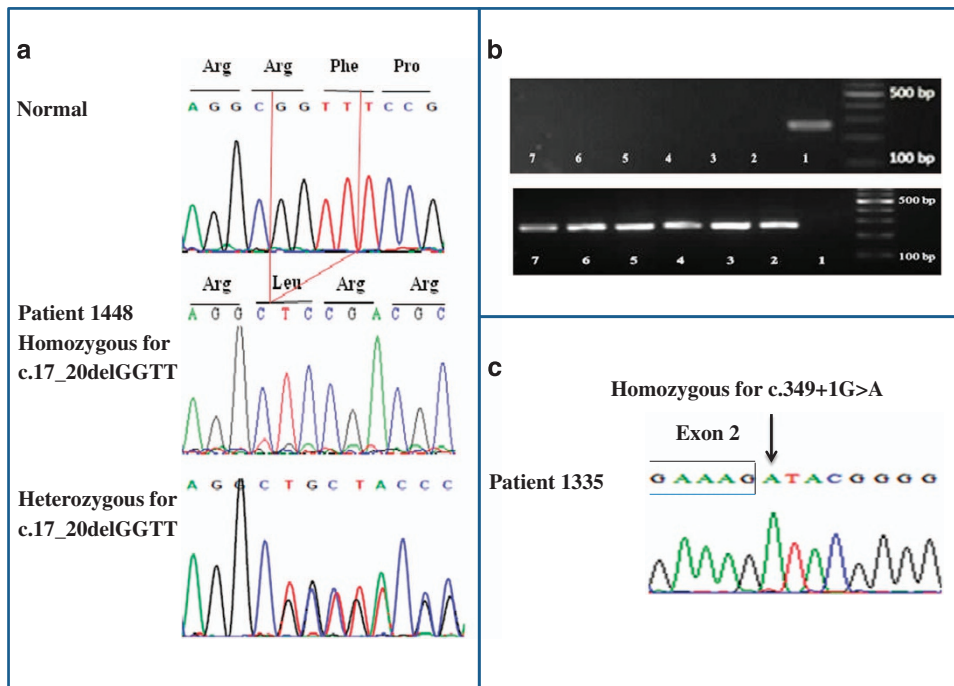 a
Arg Arg Phe Pro
Normal
A G G C G G T T T C C G
Arg Leu Arg Arg
Patient 1448
A G G C T C C G A C G C
Homozygous for
c.17_20delGGTT
Heterozygous for
c.17_20delGGTT
A G G C T G C T A C C C
b
500 bp
7 6 5 4 3 2 1
100 bp
500 bp
7 6 5 4 3 2 1
100 bp
c
Homozygous for c.349+1G>A
Exon 2
Patient 1335
G A A A G A T A C G G G G